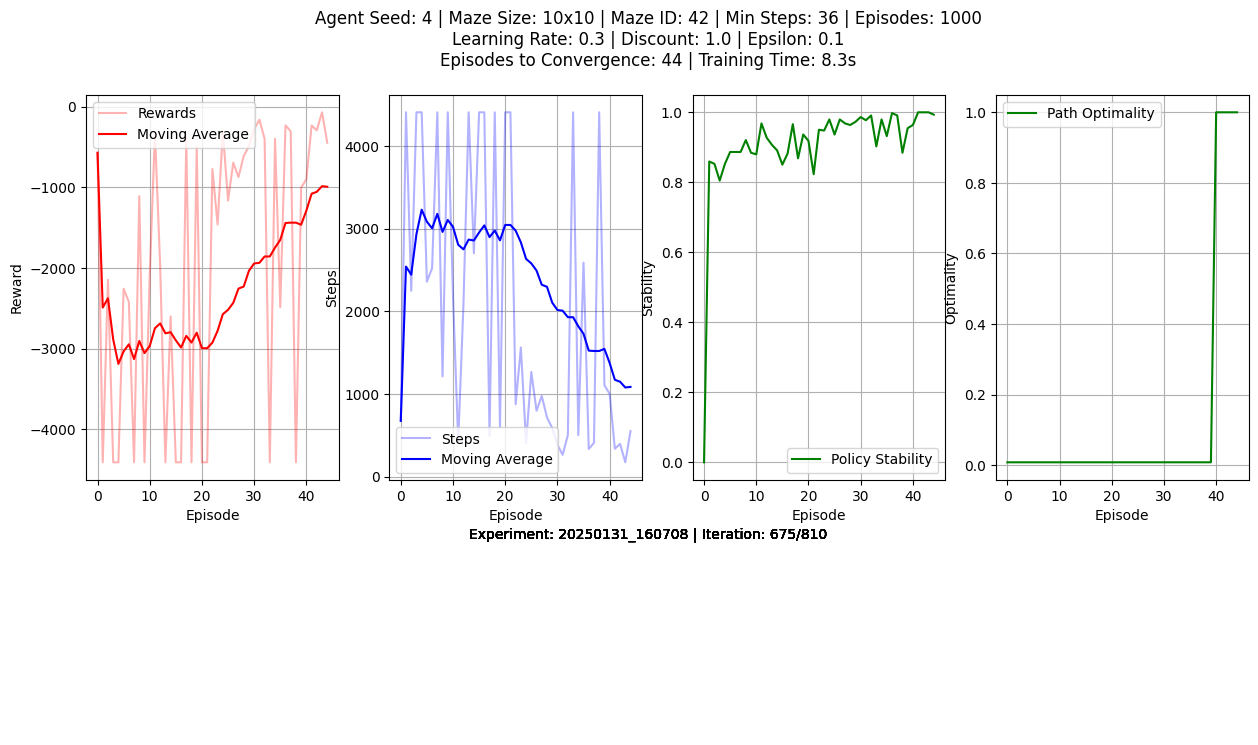 Agent Seed: 4 | Maze Size: 10x10 | Maze ID: 42 | Min Steps: 36 | Episodes: 1000
Learning Rate: 0.3 | Discount: 1.0 | Epsilon: 0.1
Episodes to Convergence: 44 | Training Time: 8.3s
Reward
0
−1000
−2000
−3000
−4000
Rewards
Moving Average
0 10 20 30 40
Episode
Steps
4000
3000
2000
1000
0
Steps
Moving Average
0 10 20 30 40
Episode
Stability
1.0
0.8
0.6
0.4
0.2
0.0
Policy Stability
0 10 20 30 40
Episode
Optimality
1.0
0.8
0.6
0.4
0.2
0.0
Path Optimality
0 10 20 30 40
Episode
Experiment: 20250131_160708 | Iteration: 675/810